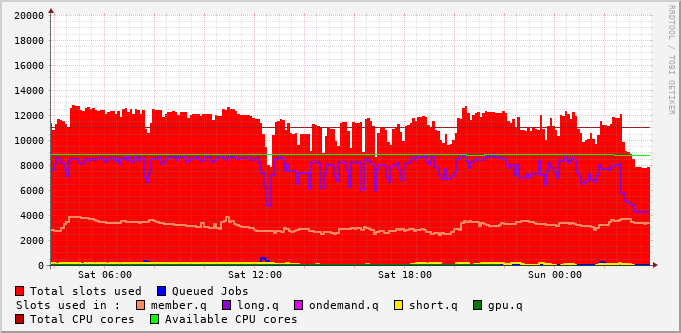 20000
18000
16000
14000
12000
10000
8000
6000
4000
2000
0
Sat 06:00 Sat 12:00 Sat 18:00 Sun 00:00
Total slots used Queued Jobs
Slots used in : member.q long.q ondemand.q short.q gpu.q
Total CPU cores Available CPU cores
RRDTOOL / TOBI OETIKER